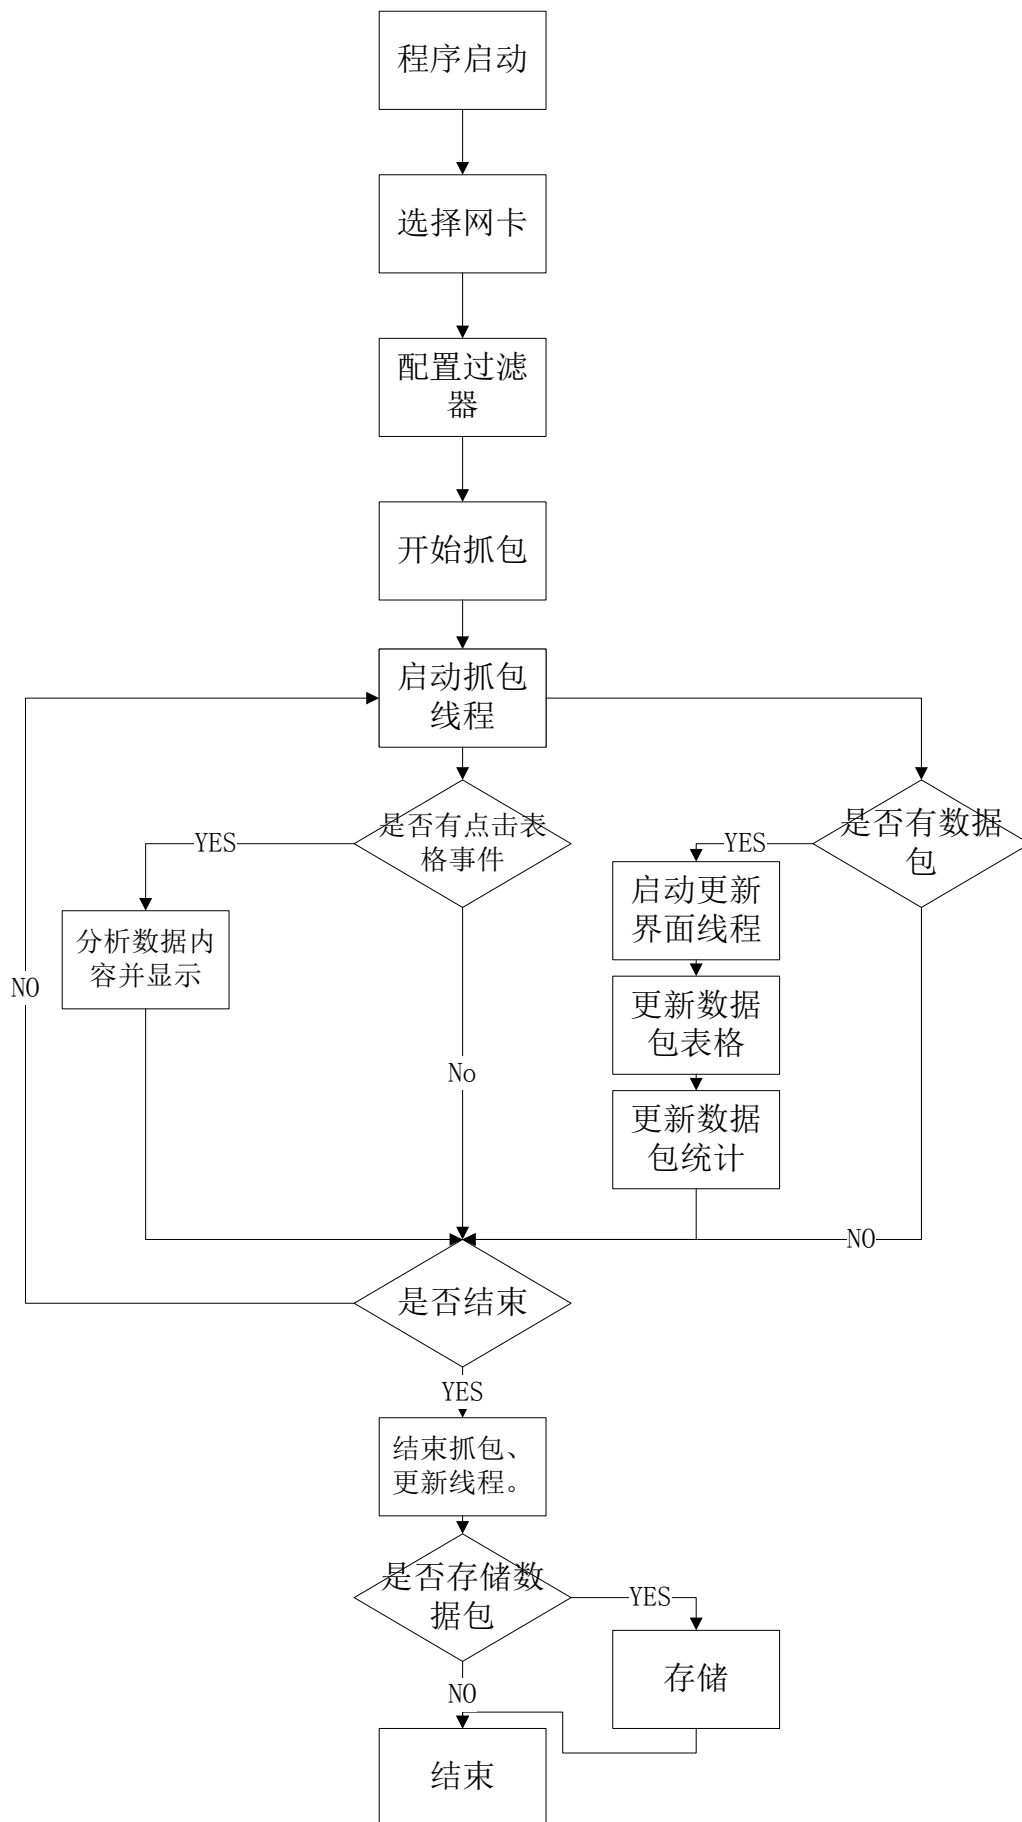 程序启动
选择网卡
配置过滤
器
开始抓包
启动抓包
线程
是否有点击表
格事件
YES
是否有数据
包
YES
启动更新
界面线程
分析数据内
容并显示
NO
更新数据
包表格
No
更新数据
包统计
NO
是否结束
YES
结束抓包、
更新线程。
是否存储数
据包
YES
存储
NO
结束